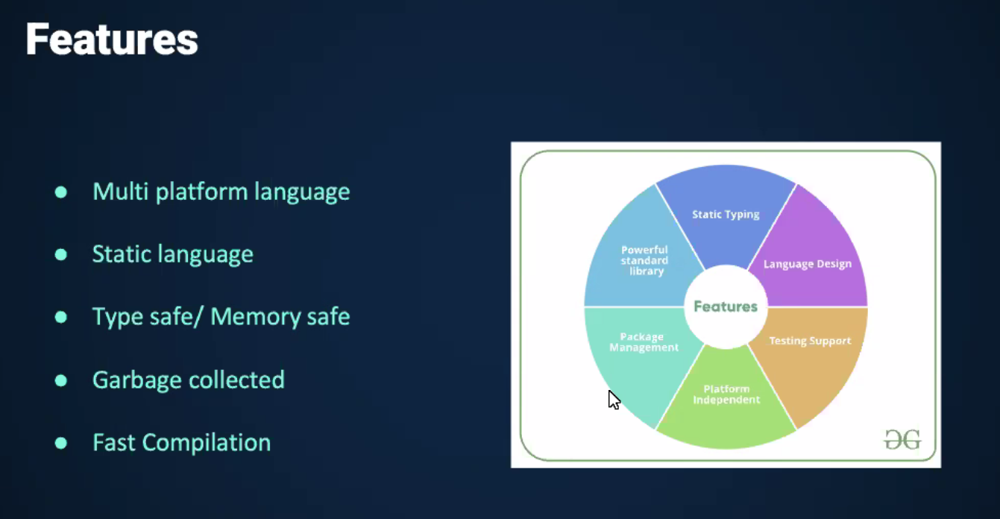 Features
● Multi platform language
● Static language
● Type safe/ Memory safe
● Garbage collected
● Fast Compilation
Static Typing
Language Design
Testing Support
Platform
Independent
Package
Management
Powerful
standard
library
Features